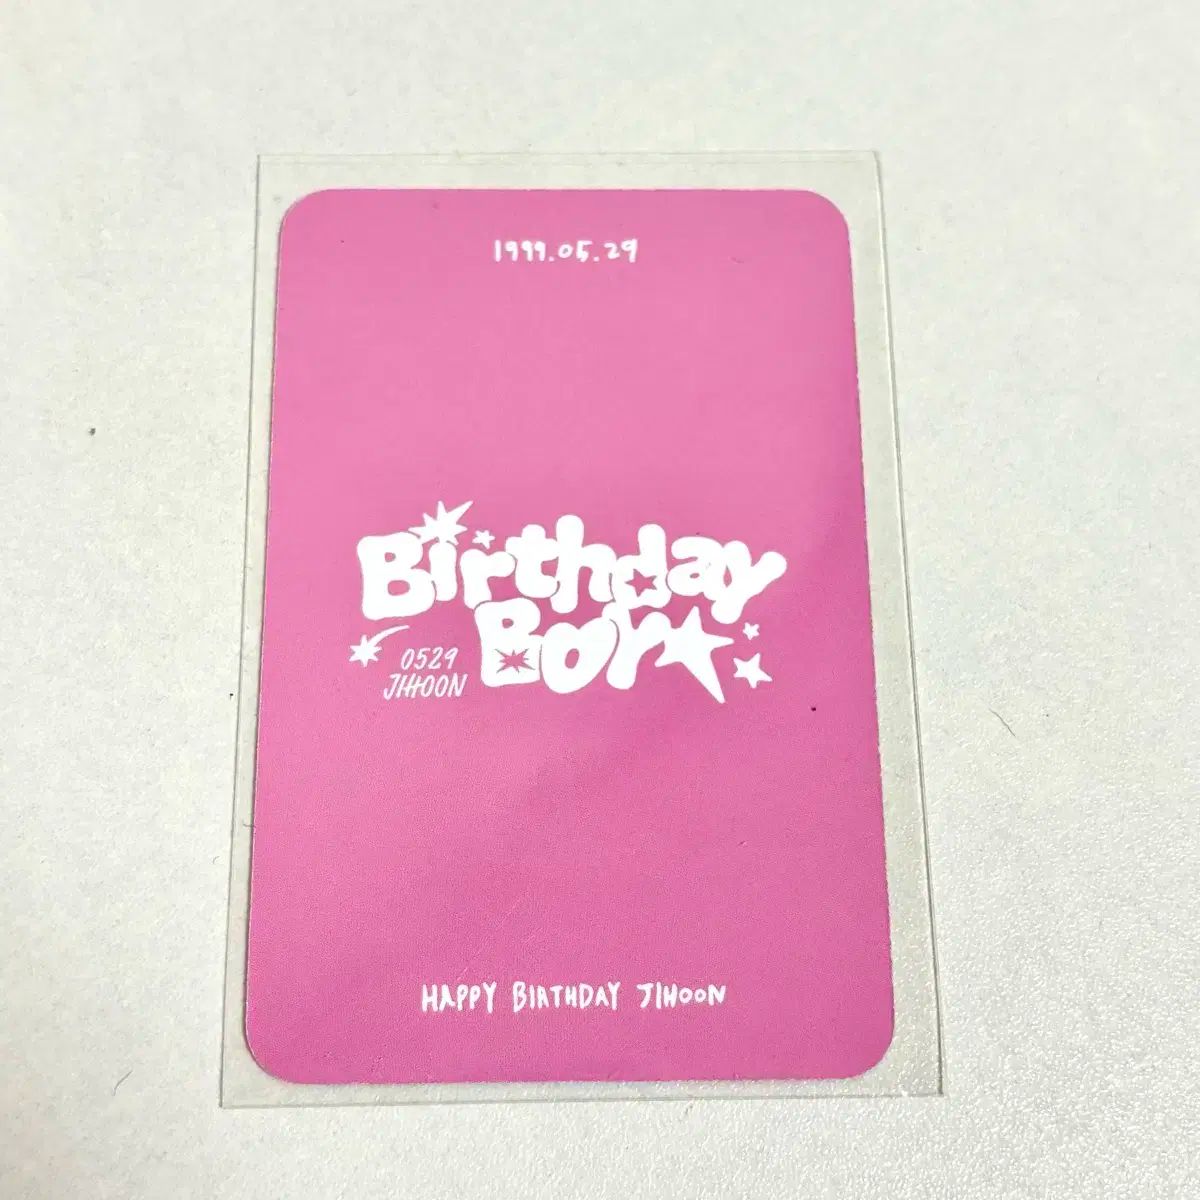 1999.05.29
Birthday
Boy
0529
JIHOON
HAPPY BIRTHDAY JIHOON